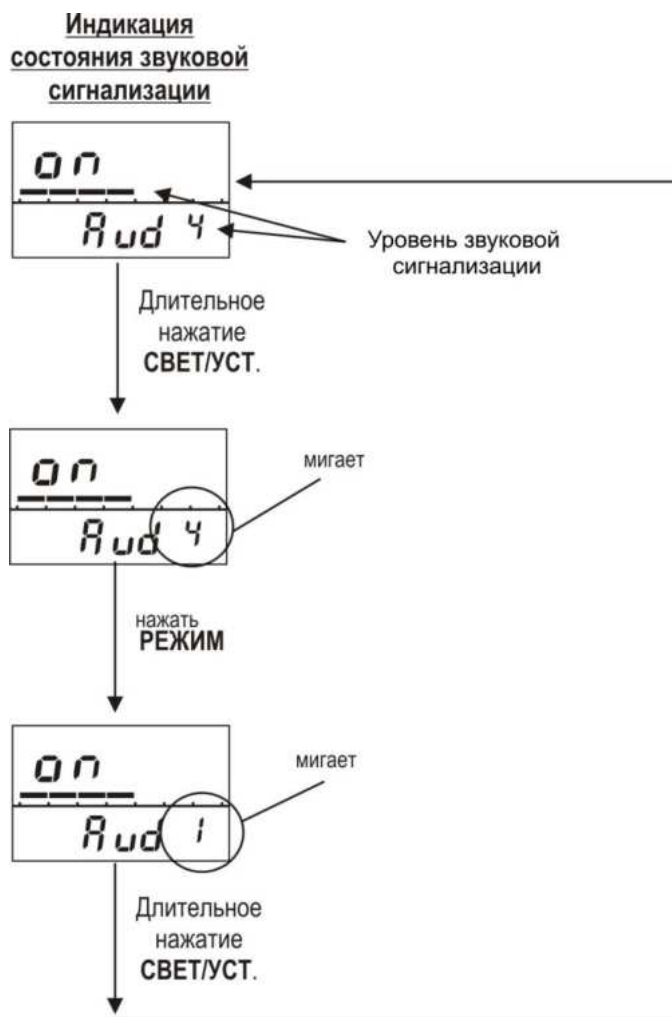 Индикация
состояния звуковой
сигнализации
on
Aud 4
Уровень звуковой
сигнализации
Длительное
нажатие
СВЕТ/УСТ.
on
мигает
Aud 4
нажать
РЕЖИМ
on
мигает
Aud 1
Длительное
нажатие
СВЕТ/УСТ.